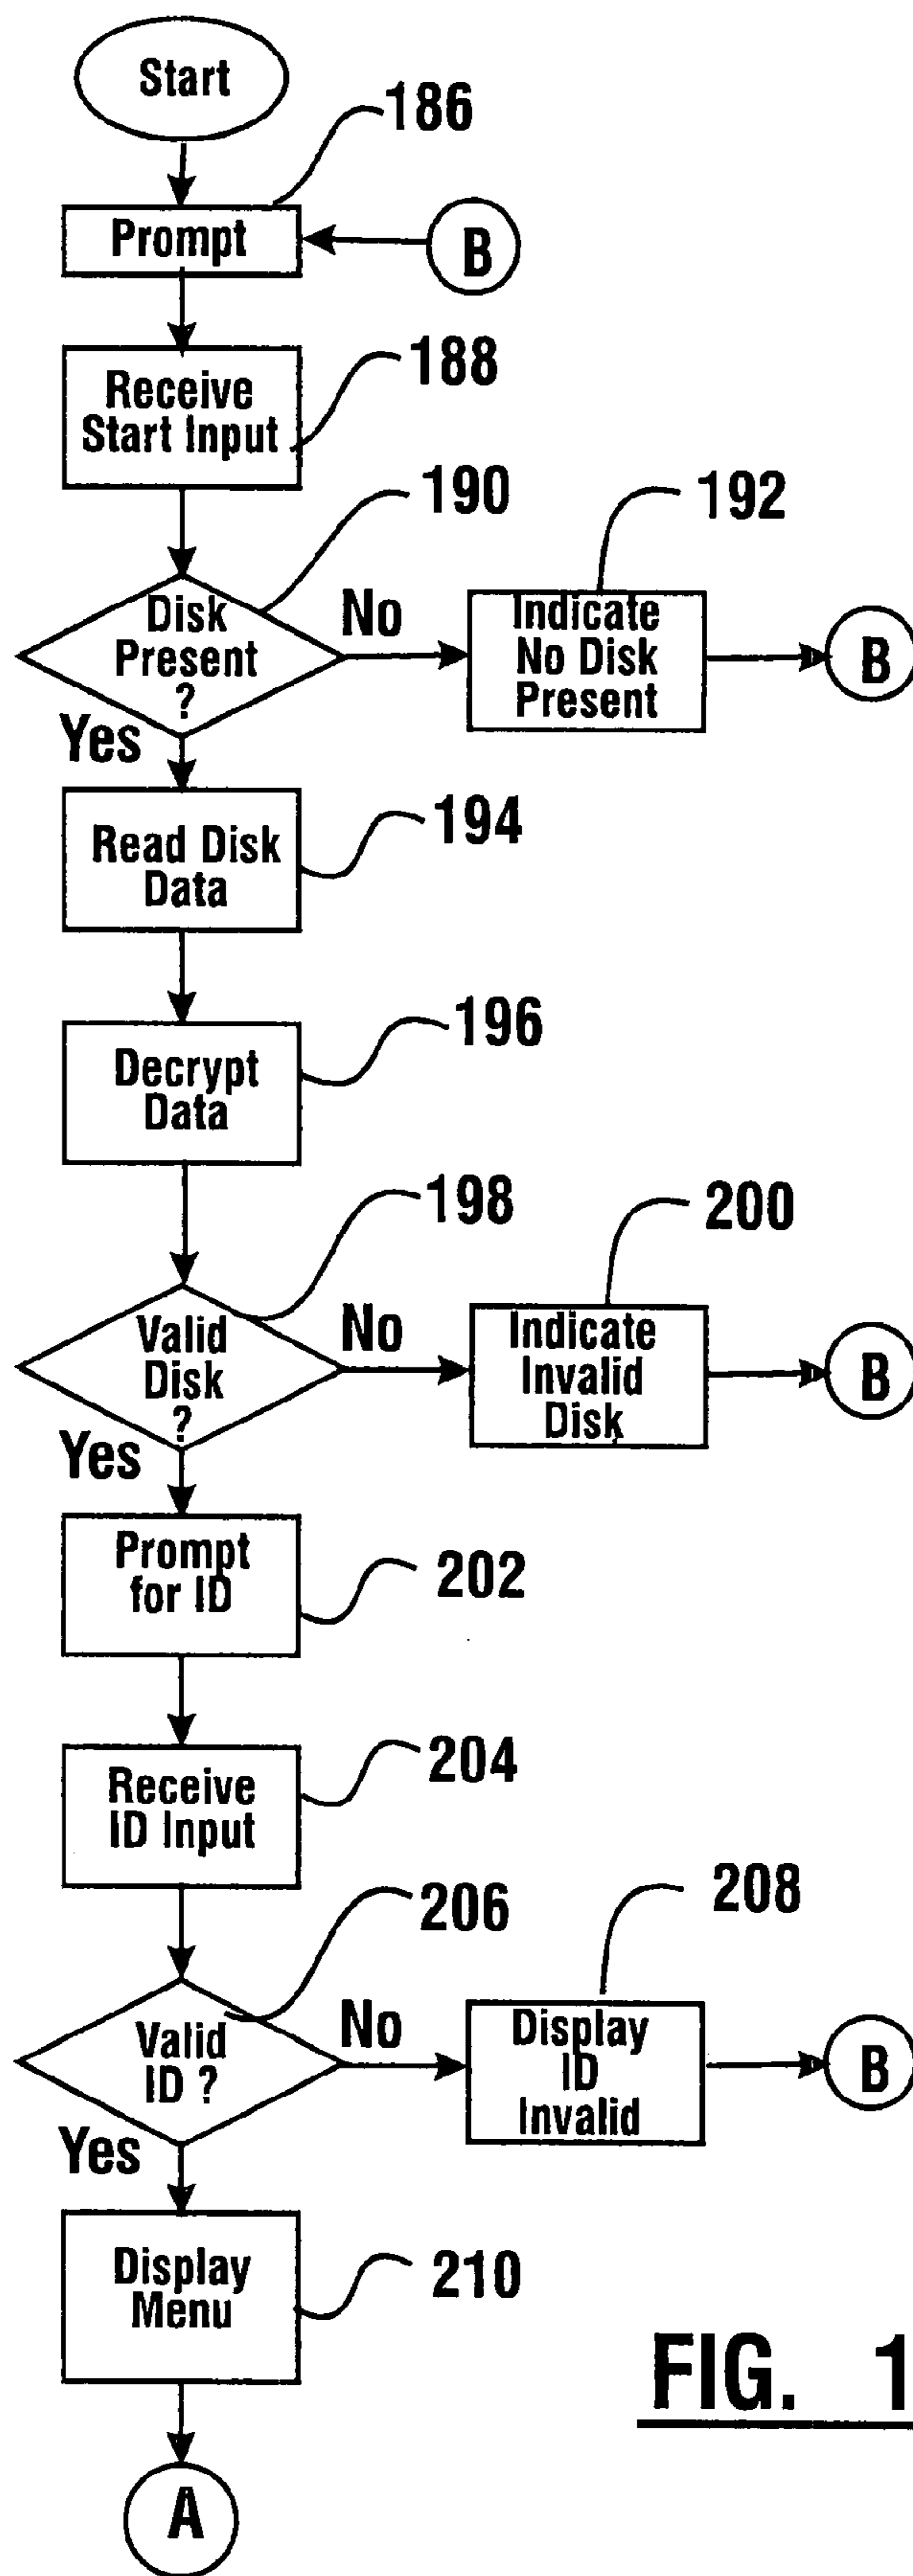 Start
186
Prompt
B
Receive
Start Input
188
190
Disk
Present
?
No
192
Indicate
No Disk
Present
B
Yes
Read Disk
Data
194
Decrypt
Data
196
198
Valid
Disk
?
No
200
Indicate
Invalid
Disk
B
Yes
Prompt
for ID
202
Receive
ID Input
204
206
Valid
ID ?
No
208
Display
ID
Invalid
B
Yes
Display
Menu
210
FIG. 1
A